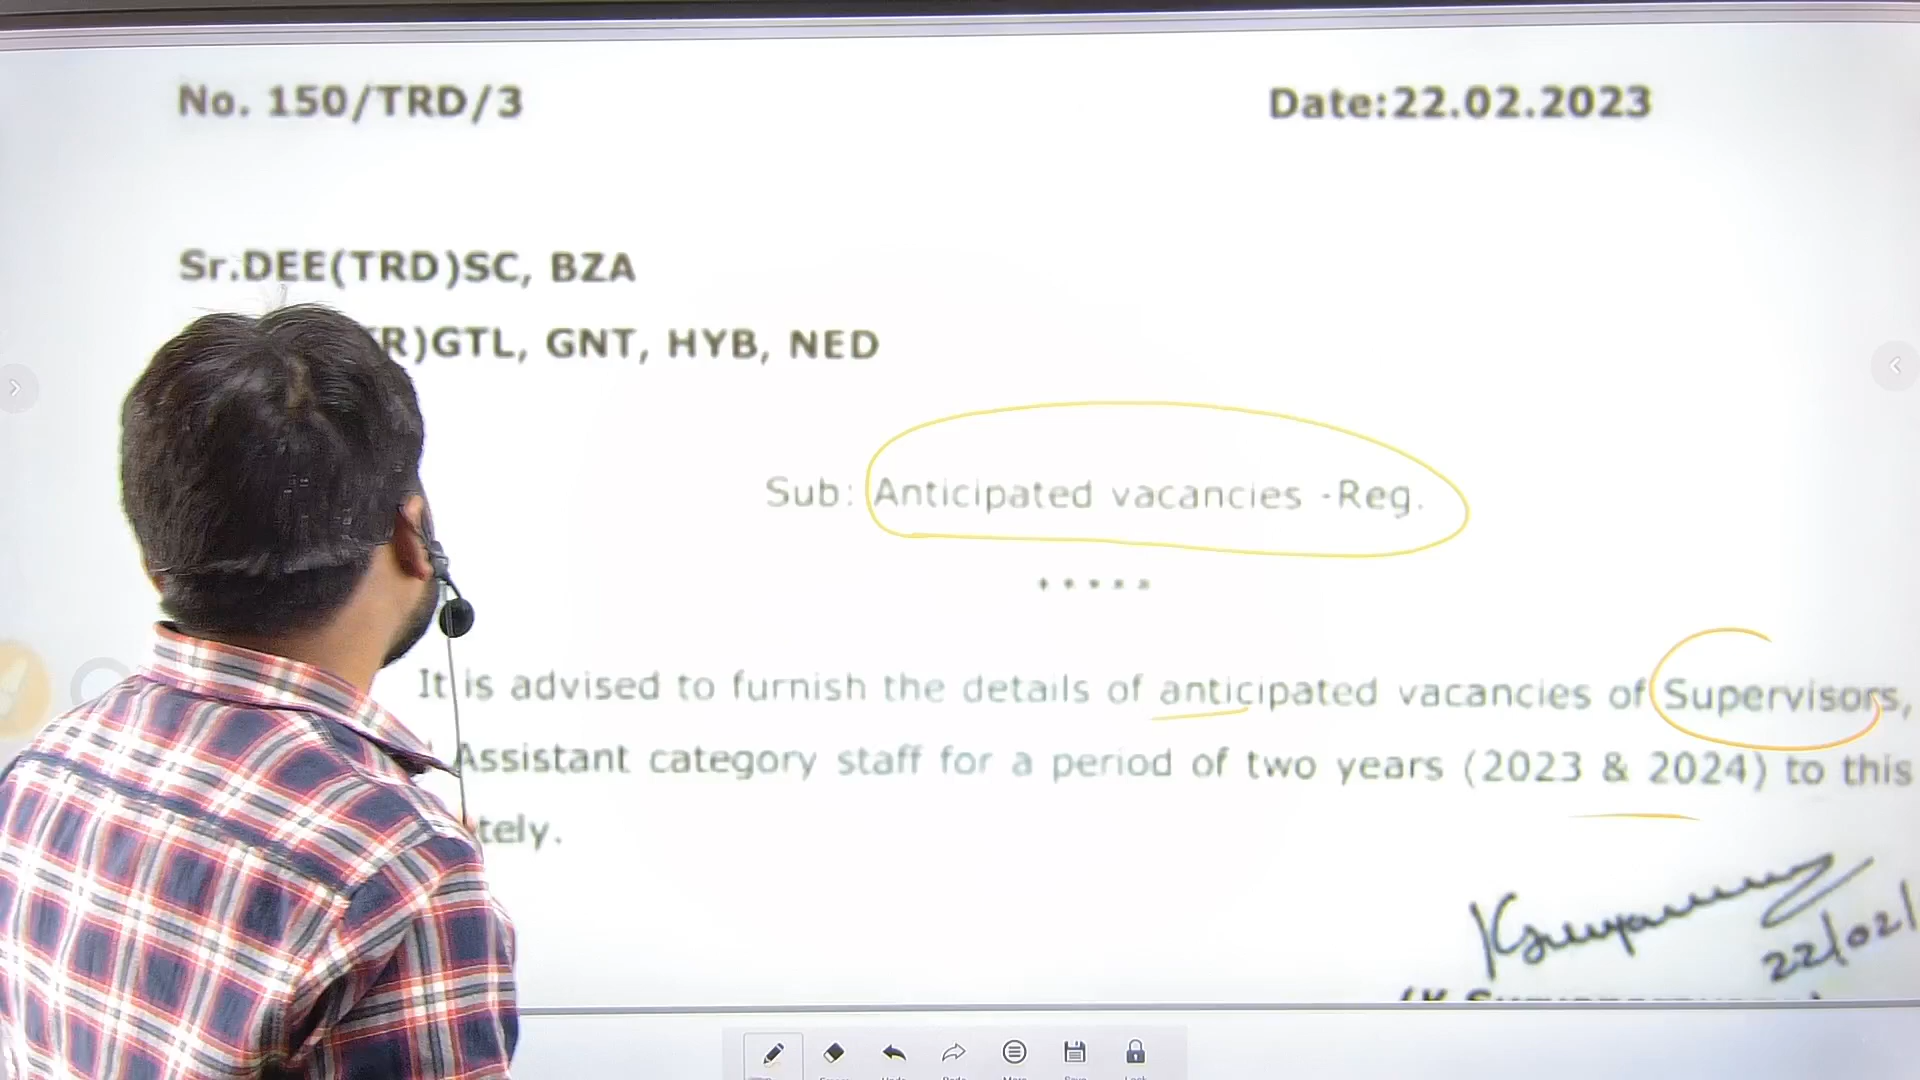 No. 150/TRD/3 Date:22.02.2023
Sr.DEE(TRD)SC, BZA
R)GTL, GNT, HYB, NED
Sub: Anticipated vacancies -Reg.
*****
It is advised to furnish the details of anticipated vacancies of Supervisors,
Assistant category staff for a period of two years (2023 & 2024) to this
tely.
22/02/